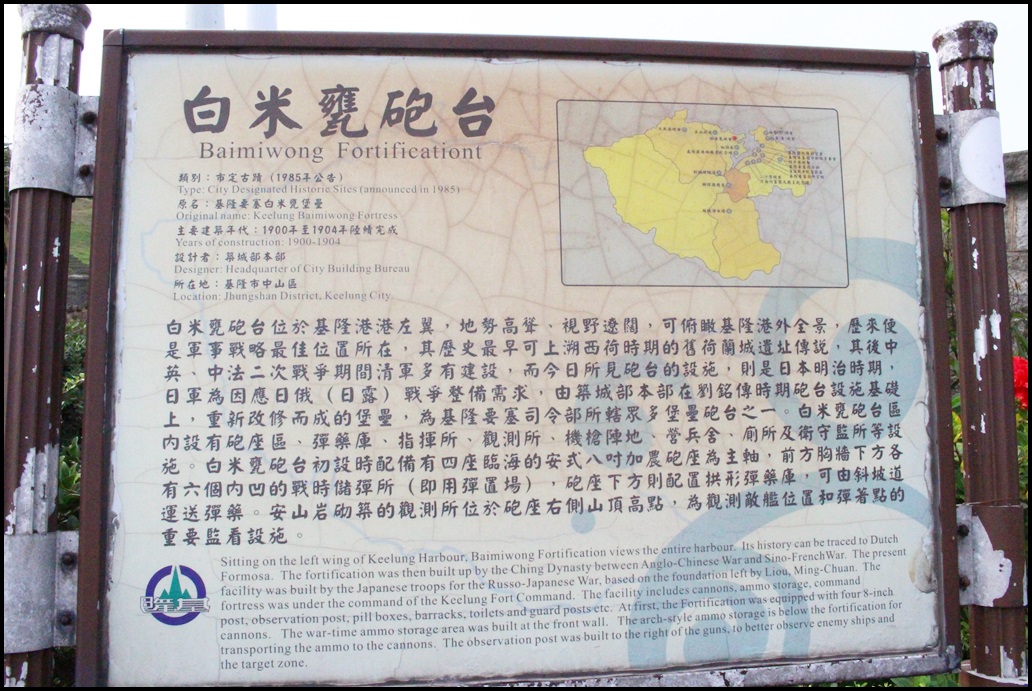 白米甕砲台
Baimiwong Fortificationt
類別：市定古蹟（1985年公告）
Type: City Designated Historic Sites (announced in 1985)
原名：基隆要塞白米甕堡壘
Original name: Keelung Baimiwong Fortress
主要建築年代：1900年至1904年陸續完成
Years of construction: 1900-1904
設計者：築城部本部
Designer: Headquarter of City Building Bureau
所在地：基隆市中山區
Location: Jhungshan District, Keelung City
白米甕砲台位於基隆港港左翼，地勢高聳、視野遼闊，可俯瞰基隆港外全景，歷來便
是軍事戰略最佳位置所在，其歷史最早可上溯西荷時期的舊荷蘭城遺址傳說，其後中
英、中法二次戰爭期間清軍多有建設，而今日所見砲台的設施，則是日本明治時期，
日軍為因應日俄（日露）戰爭整備需求，由築城部本部在劉銘傳時期砲台設施基礎
上，重新改修而成的堡壘，為基隆要塞司令部所轄眾多堡壘砲台之一。白米甕砲台區
內設有砲座區、彈藥庫、指揮所、觀測所、機槍陣地、營兵舍、廁所及衛守監所等設
施。白米甕砲台初設時配備有四座臨海的安式八吋加農砲座為主軸，前方胸牆下方各
有六個內凹的戰時儲彈所（即用彈置場），砲座下方則配置拱形彈藥庫，可由斜坡道
運送彈藥。安山岩砌築的觀測所位於砲座右側山頂高點，為觀測敵艦位置和彈著點的
重要監看設施。
Sitting on the left wing of Keelung Harbour, Baimiwong Fortification views the entire harbour. Its history can be traced to Dutch
Formosa. The fortification was then built up by the Ching Dynasty between Anglo-Chinese War and Sino-FrenchWar. The present
facility was built by the Japanese troops for the Russo-Japanese War, based on the foundation left by Liou, Ming-Chuan. The
fortress was under the command of the Keelung Fort Command. The facility includes cannons, ammo storage, command
post, observation post, pill boxes, barracks, toilets and guard posts etc. At first, the Fortification was equipped with four 8-inch
cannons. The war-time ammo storage area was built at the front wall. The arch-style ammo storage is below the fortification for
transporting the ammo to the cannons. The observation post was built to the right of the guns, to better observe enemy ships and
the target zone.